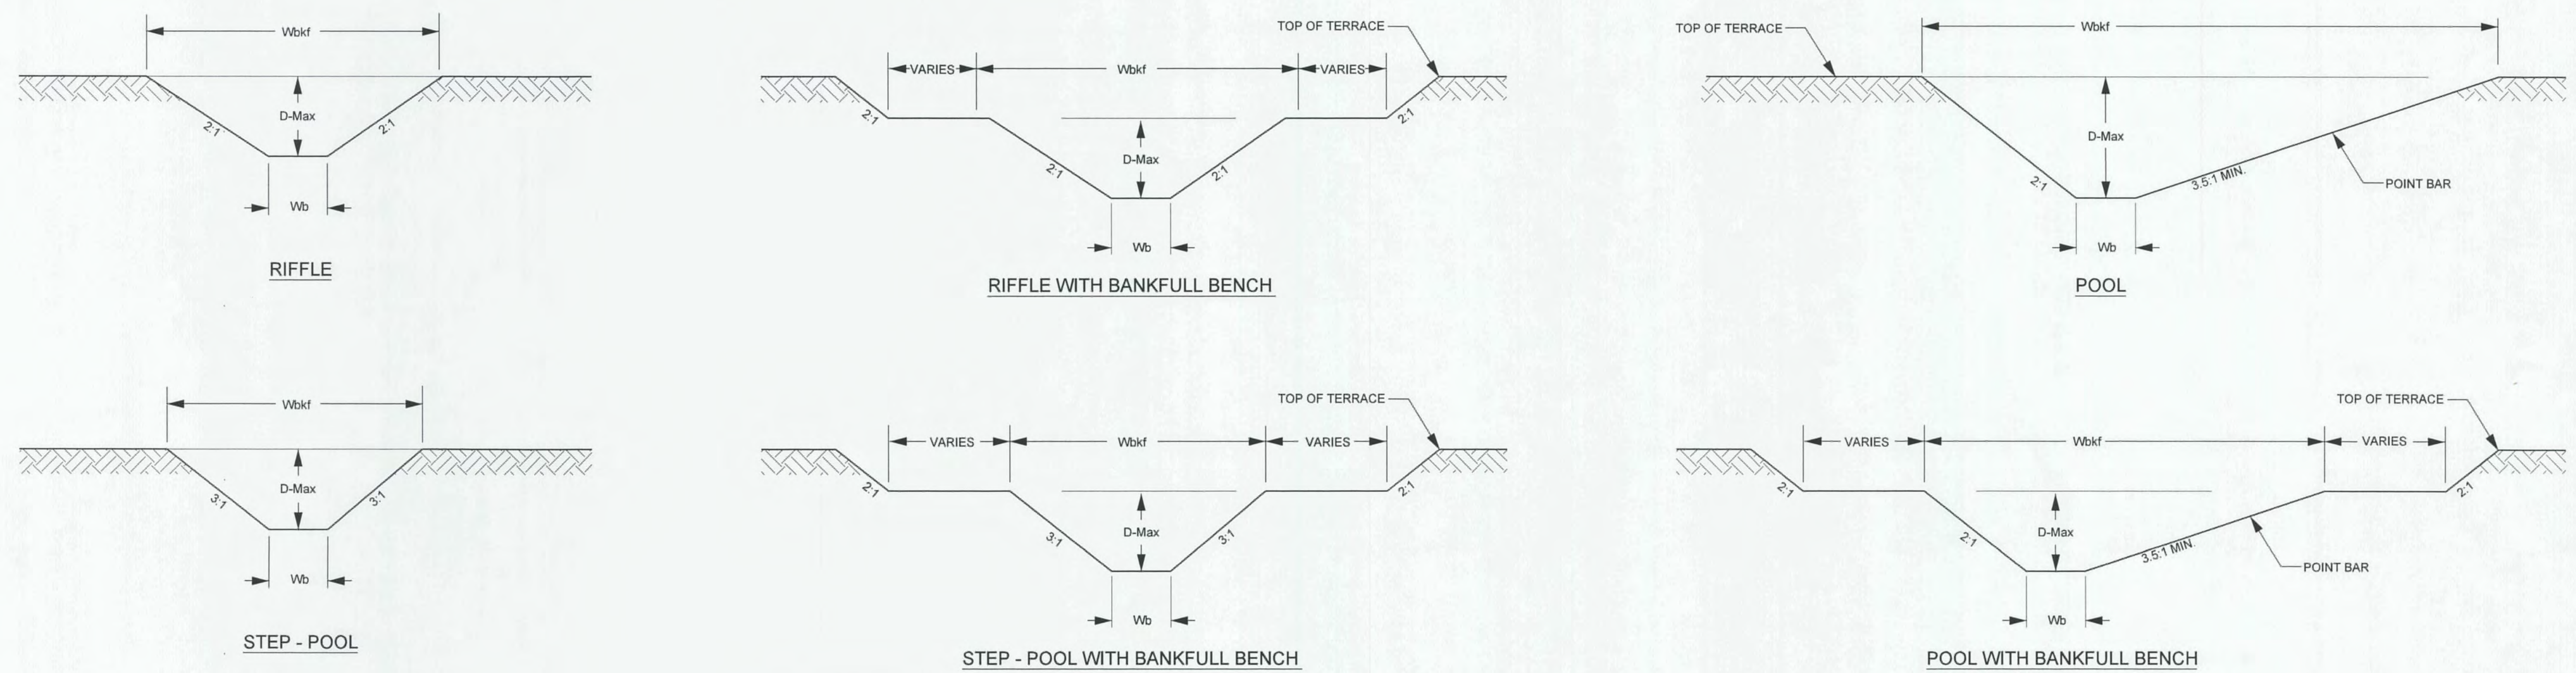 Wbkf
D-Max
2:1
2:1
Wb
RIFFLE
TOP OF TERRACE
VARIES
Wbkf
VARIES
2:1
2:1
D-Max
2:1
2:1
Wb
RIFFLE WITH BANKFULL BENCH
TOP OF TERRACE
Wbkf
D-Max
2:1
3.5:1 MIN.
POINT BAR
Wb
POOL
Wbkf
D-Max
3:1
3:1
Wb
STEP - POOL
TOP OF TERRACE
VARIES
Wbkf
VARIES
2:1
2:1
D-Max
3:1
3:1
Wb
STEP - POOL WITH BANKFULL BENCH
TOP OF TERRACE
VARIES
Wbkf
VARIES
2:1
2:1
D-Max
2:1
3.5:1 MIN.
POINT BAR
Wb
POOL WITH BANKFULL BENCH